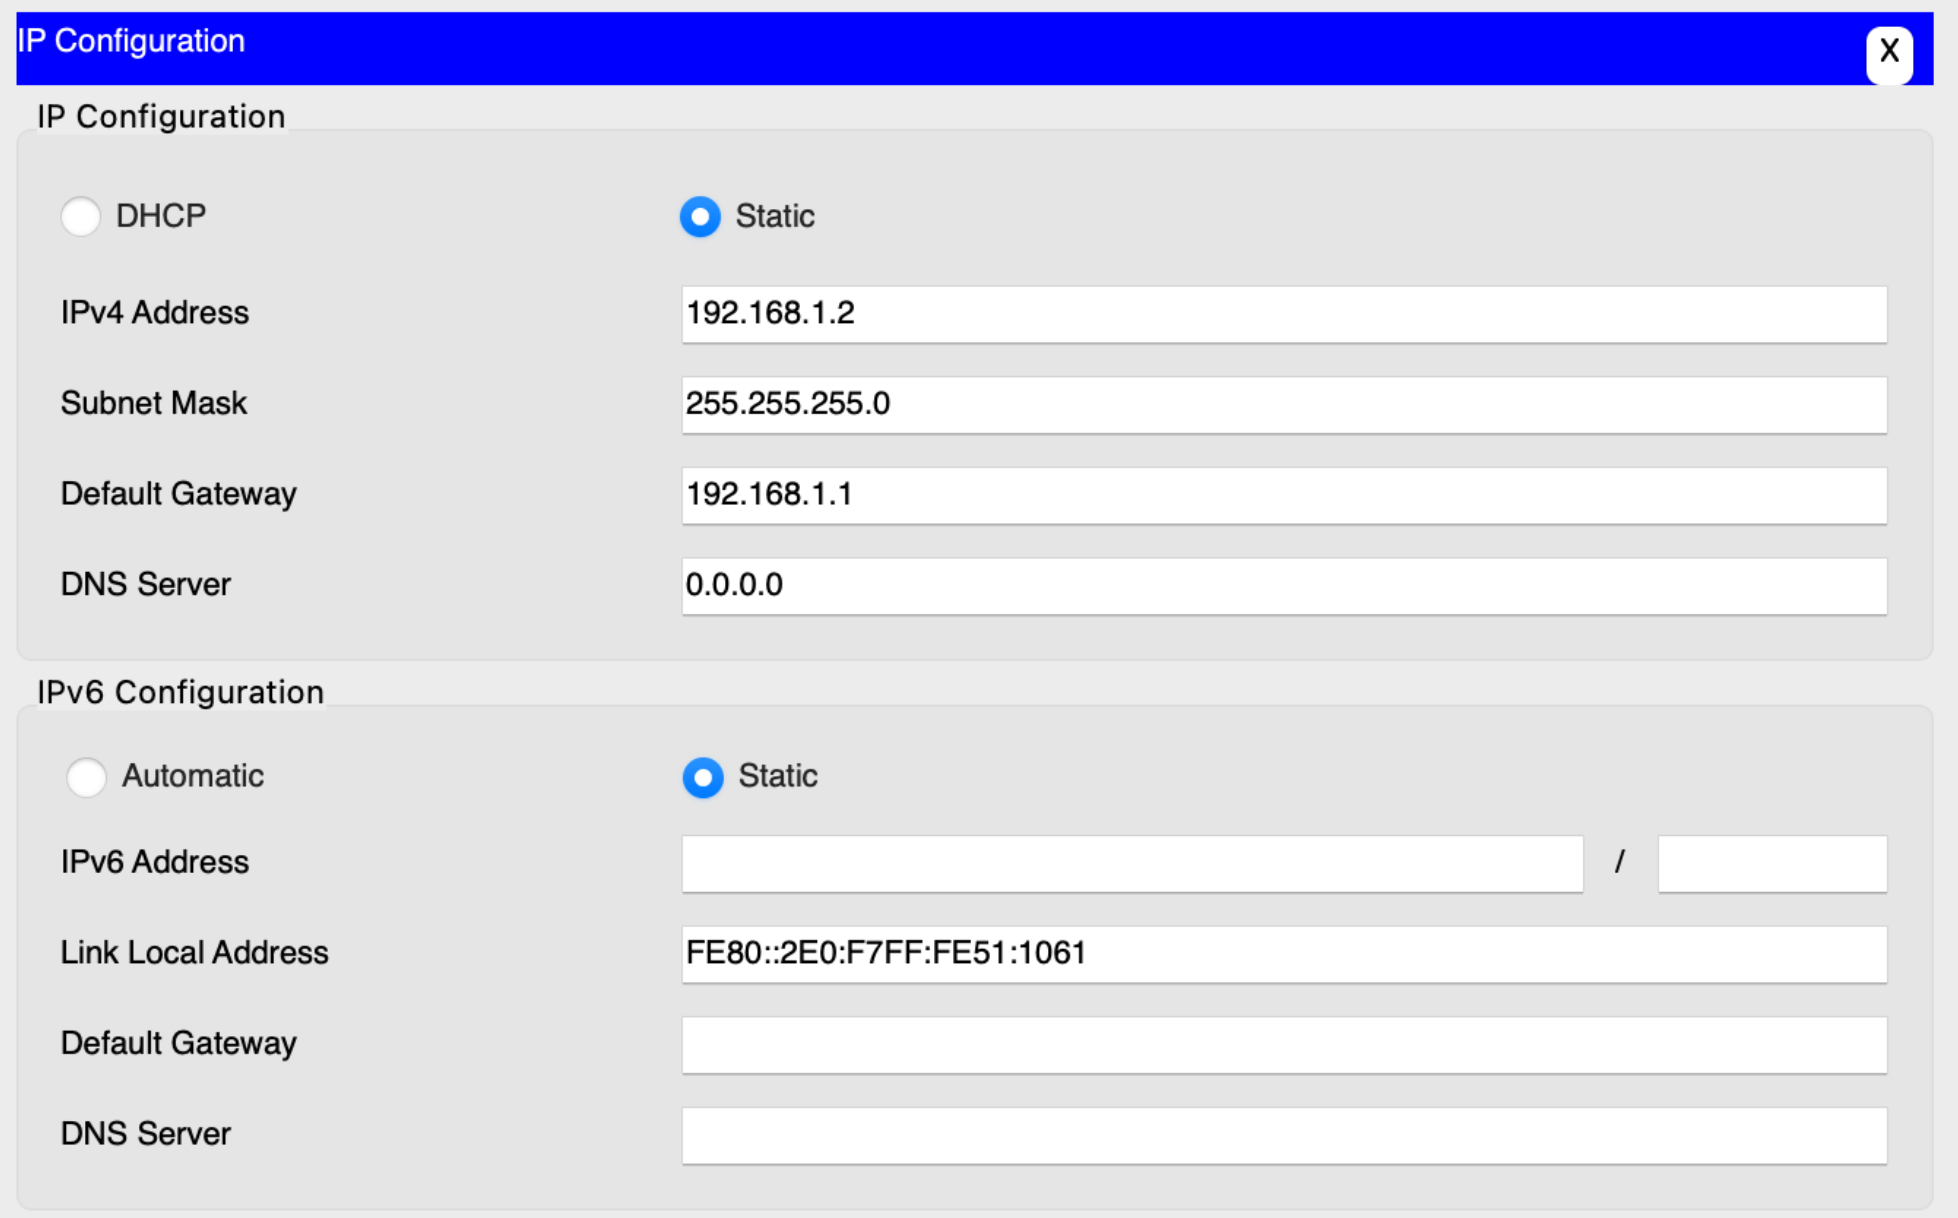 IP Configuration
X
IP Configuration
DHCP Static
IPv4 Address 192.168.1.2
Subnet Mask 255.255.255.0
Default Gateway 192.168.1.1
DNS Server 0.0.0.0
IPv6 Configuration
Automatic Static
IPv6 Address /
Link Local Address FE80::2E0:F7FF:FE51:1061
Default Gateway
DNS Server